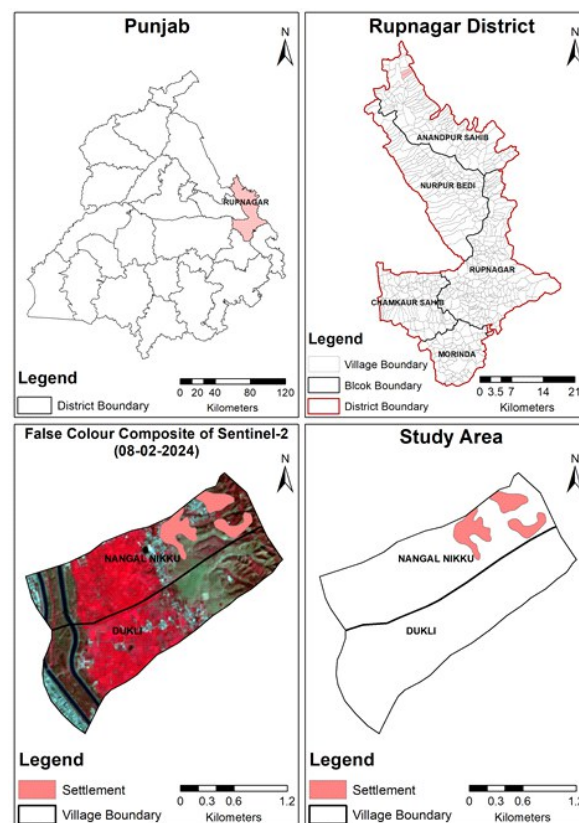 Punjab
N
RUPNAGAR
Legend
District Boundary
0 20 40 80 120
Kilometers
Rupnagar District
N
ANANDPUR SAHIB
NURPUR BEDI
RUPNAGAR
CHAMKAUR SAHIB
MORINDA
Legend
Village Boundary
Blcok Boundary
District Boundary
0 3.5 7 14 21
Kilometers
False Colour Composite of Sentinel-2
(08-02-2024)
N
NANGAL NIKKU
DUKLI
Legend
Settlement
Village Boundary
0 0.3 0.6 1.2
Kilometers
Study Area
N
NANGAL NIKKU
DUKLI
Legend
Settlement
Village Boundary
0 0.3 0.6 1.2
Kilometers